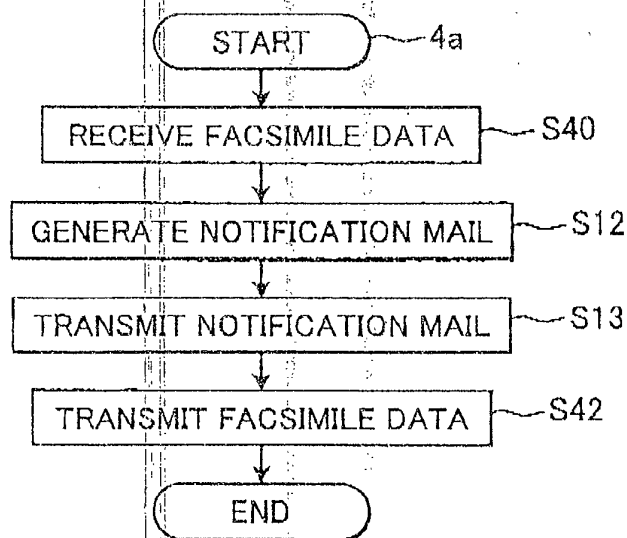 START 4a
RECEIVE FACSIMILE DATA S40
GENERATE NOTIFICATION MAIL S12
TRANSMIT NOTIFICATION MAIL S13
TRANSMIT FACSIMILE DATA S42
END